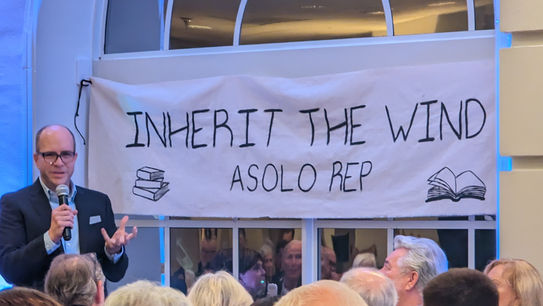 INHERIT THE WIND
ASOLO REP